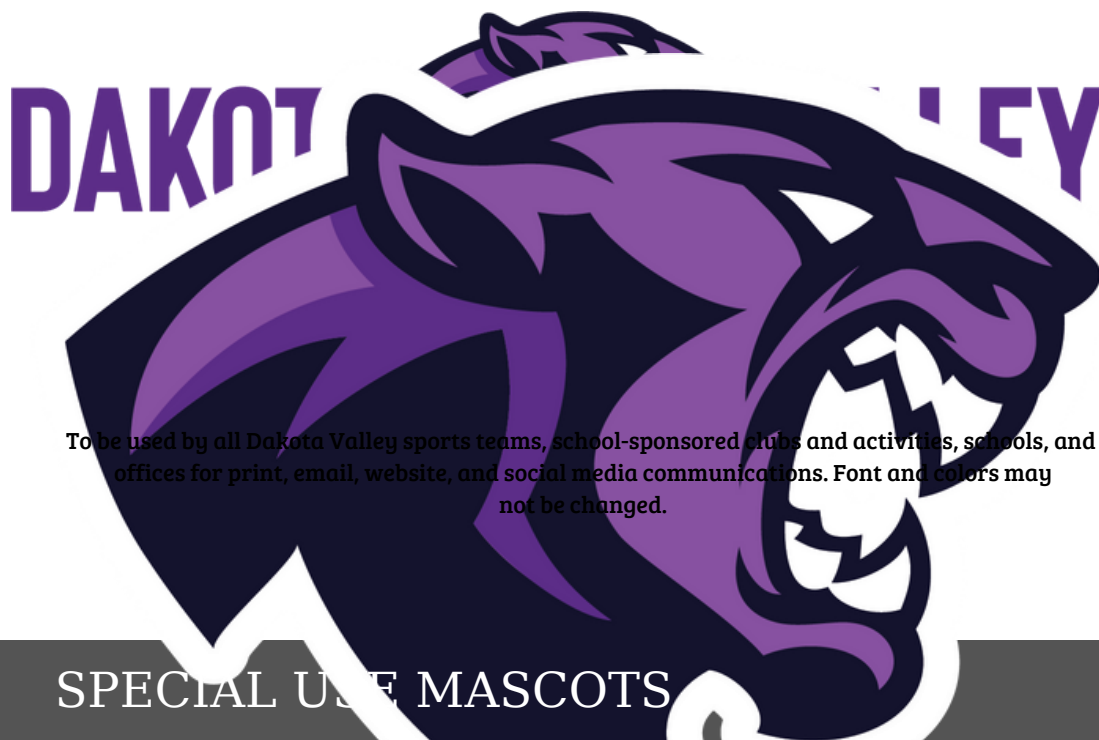 DAKOT LLEY
To be used by all Dakota Valley sports teams, school-sponsored clubs and activities, schools, and
offices for print, email, website, and social media communications. Font and colors may
not be changed.
SPECIAL USE MASCOTS